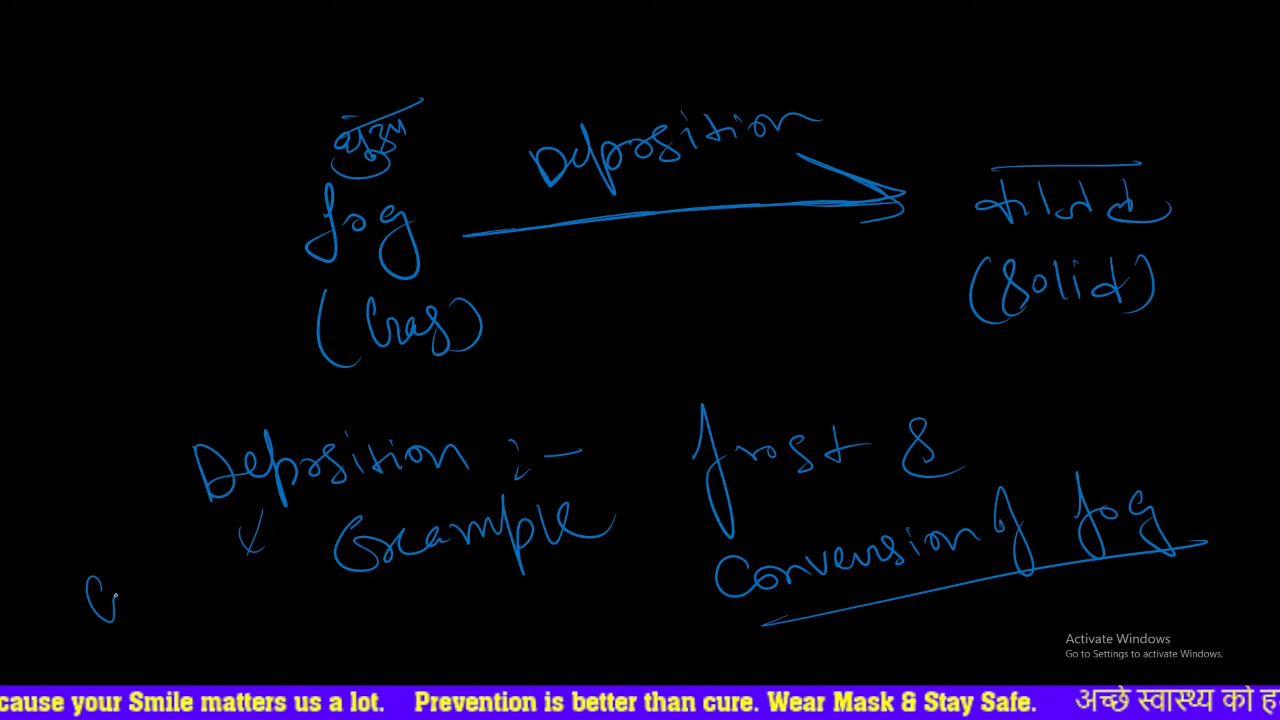 fog
(Gas)
Deposition
(Solid)
Deposition :-
Example
frost &
Conversion of fog
Activate Windows
Go to Settings to activate Windows.
cause your Smile matters us a lot. Prevention is better than cure. Wear Mask & Stay Safe. अच्छे स्वास्थ्य को ह